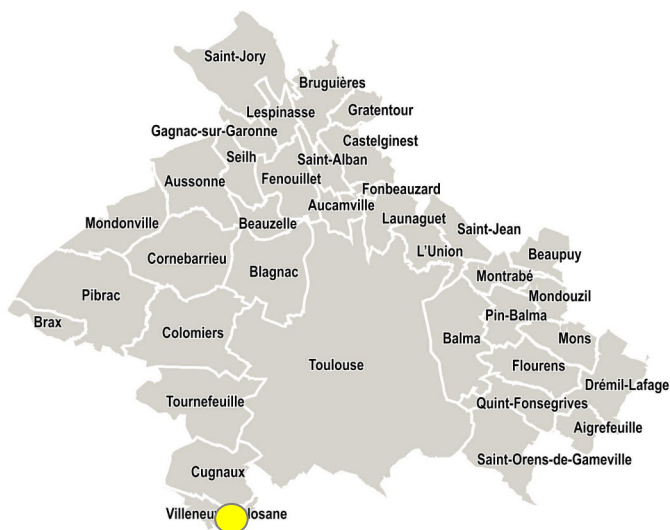 Saint-Jory
Bruguières
Lespinasse
Gratentour
Gagnac-sur-Garonne
Castelginest
Seilh
Saint-Alban
Aussonne
Fenouillet
Fonbeauzard
Aucamville
Mondonville
Beauzelle
Launaguet
Saint-Jean
Cornebarrieu
L'Union
Beaupuy
Blagnac
Montrabé
Pibrac
Mondouzil
Brax
Pin-Balma
Colomiers
Balma
Mons
Toulouse
Flourens
Drémil-Lafage
Tournefeuille
Quint-Fonsegrives
Aigrefeuille
Cugnaux
Saint-Orens-de-Gameville